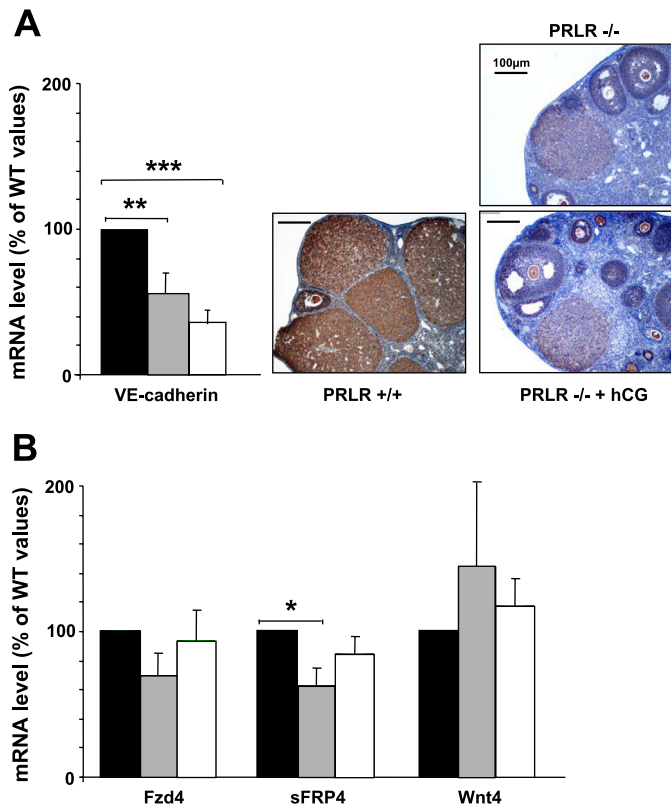 A
PRLR -/-
100µm
mRNA level (% of WT values)
200
100
0
***
**
VE-cadherin
PRLR +/+
PRLR -/- + hCG
B
mRNA level (% of WT values)
200
100
0
*
Fzd4
sFRP4
Wnt4